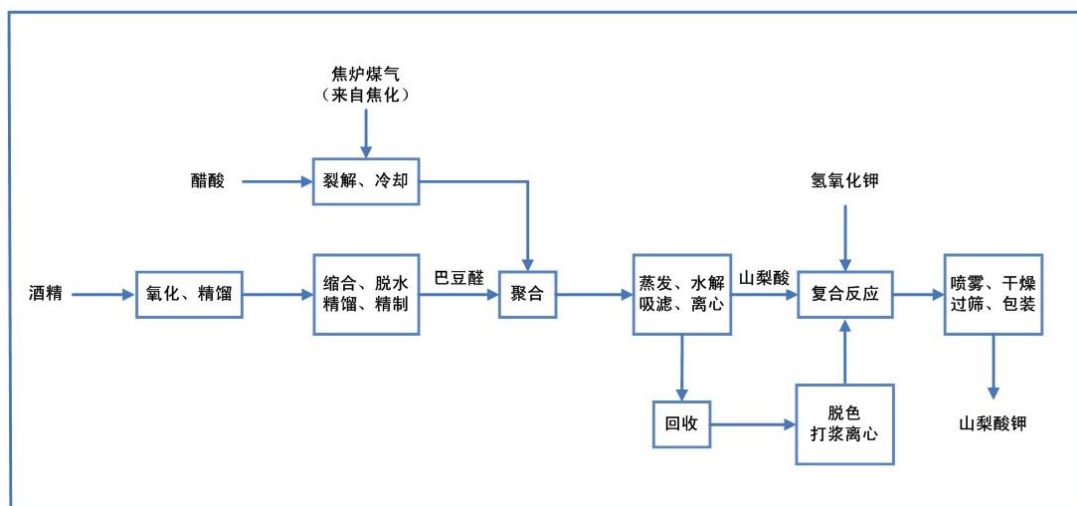 焦炉煤气
（来自焦化）
醋酸
裂解、冷却
氢氧化钾
酒精
氧化、精馏
缩合、脱水
精馏、精制
巴豆醛
聚合
蒸发、水解
吸滤、离心
山梨酸
复合反应
喷雾、干燥
过筛、包装
回收
脱色
打浆离心
山梨酸钾